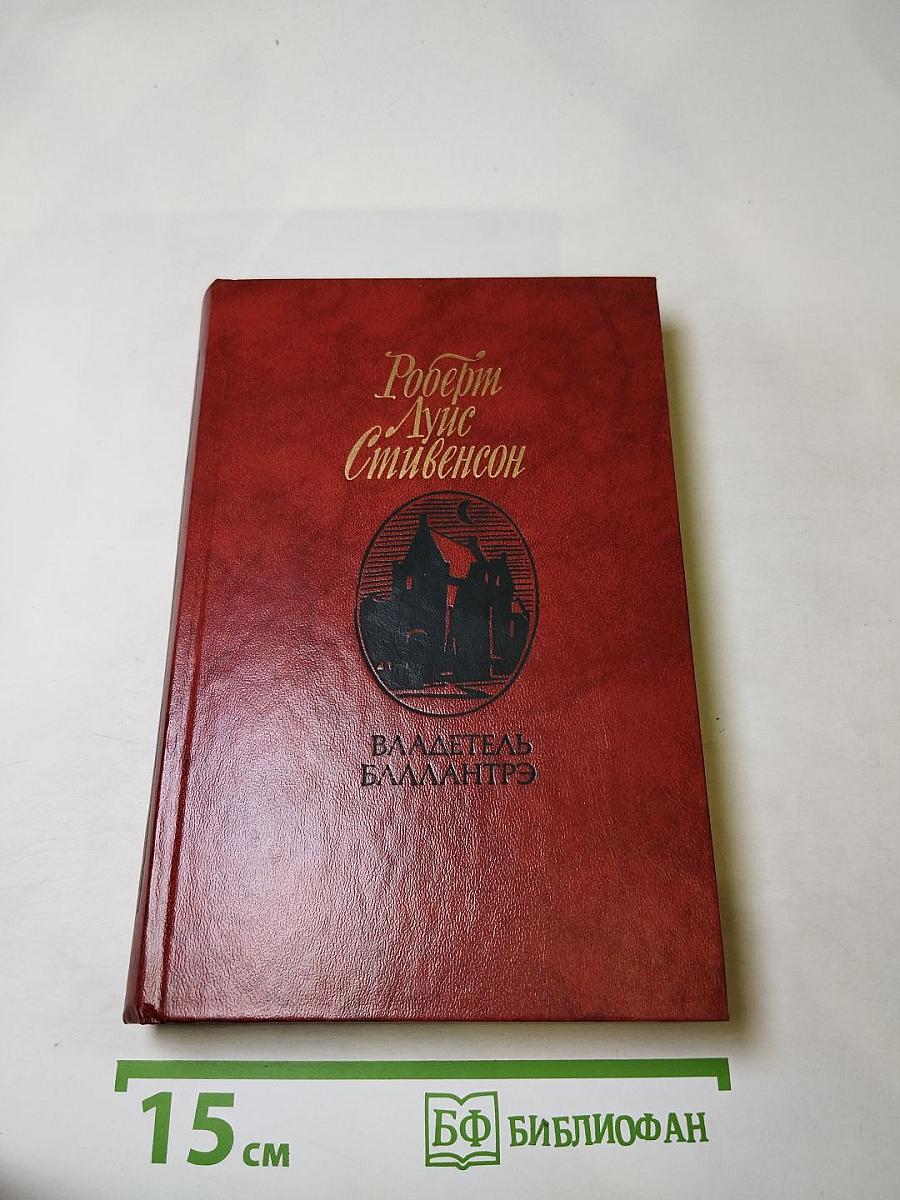 Роберт
Луис
Стивенсон
ВЛАДЕТЕЛЬ
БАЛЛАНТРЭ
15 см
БФ БИБЛИОФАН